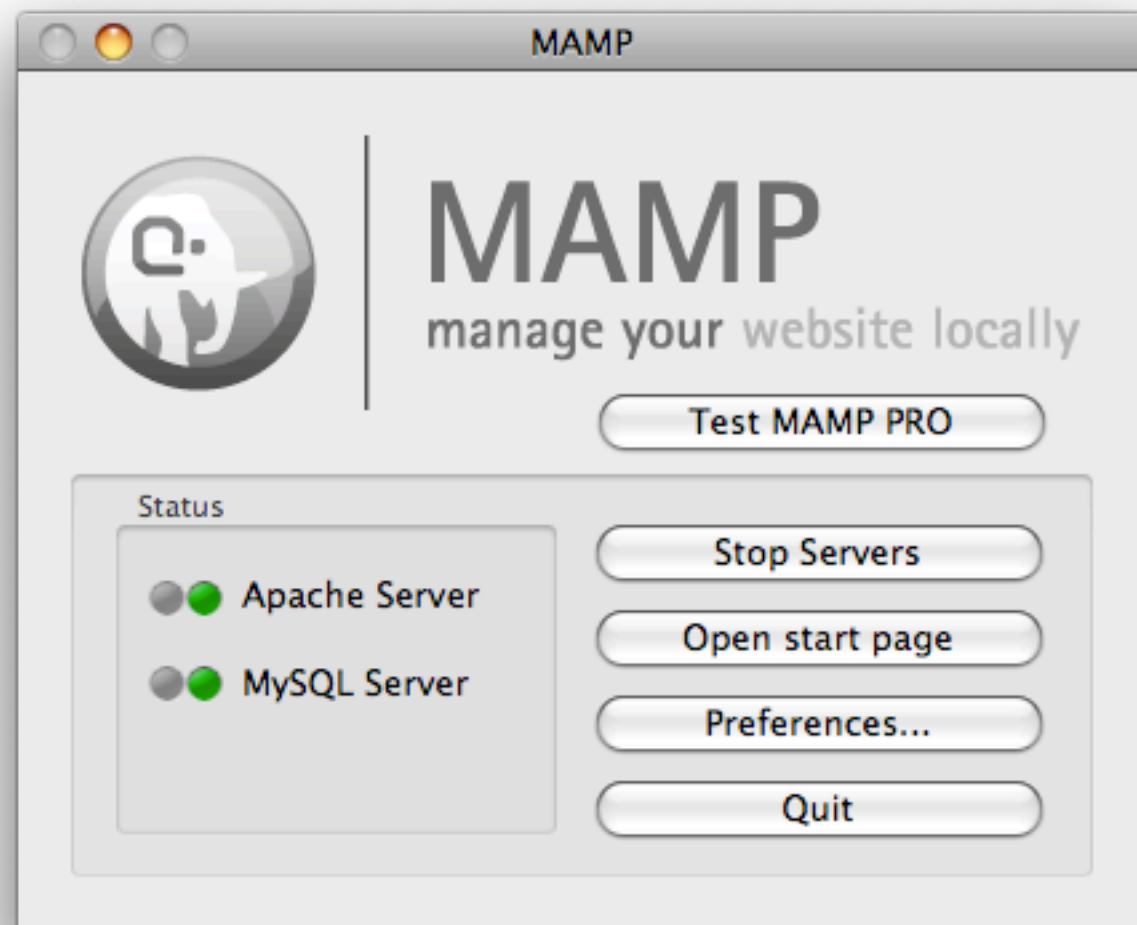 MAMP
MAMP
manage your website locally
Test MAMP PRO
Status
Apache Server
MySQL Server
Stop Servers
Open start page
Preferences...
Quit